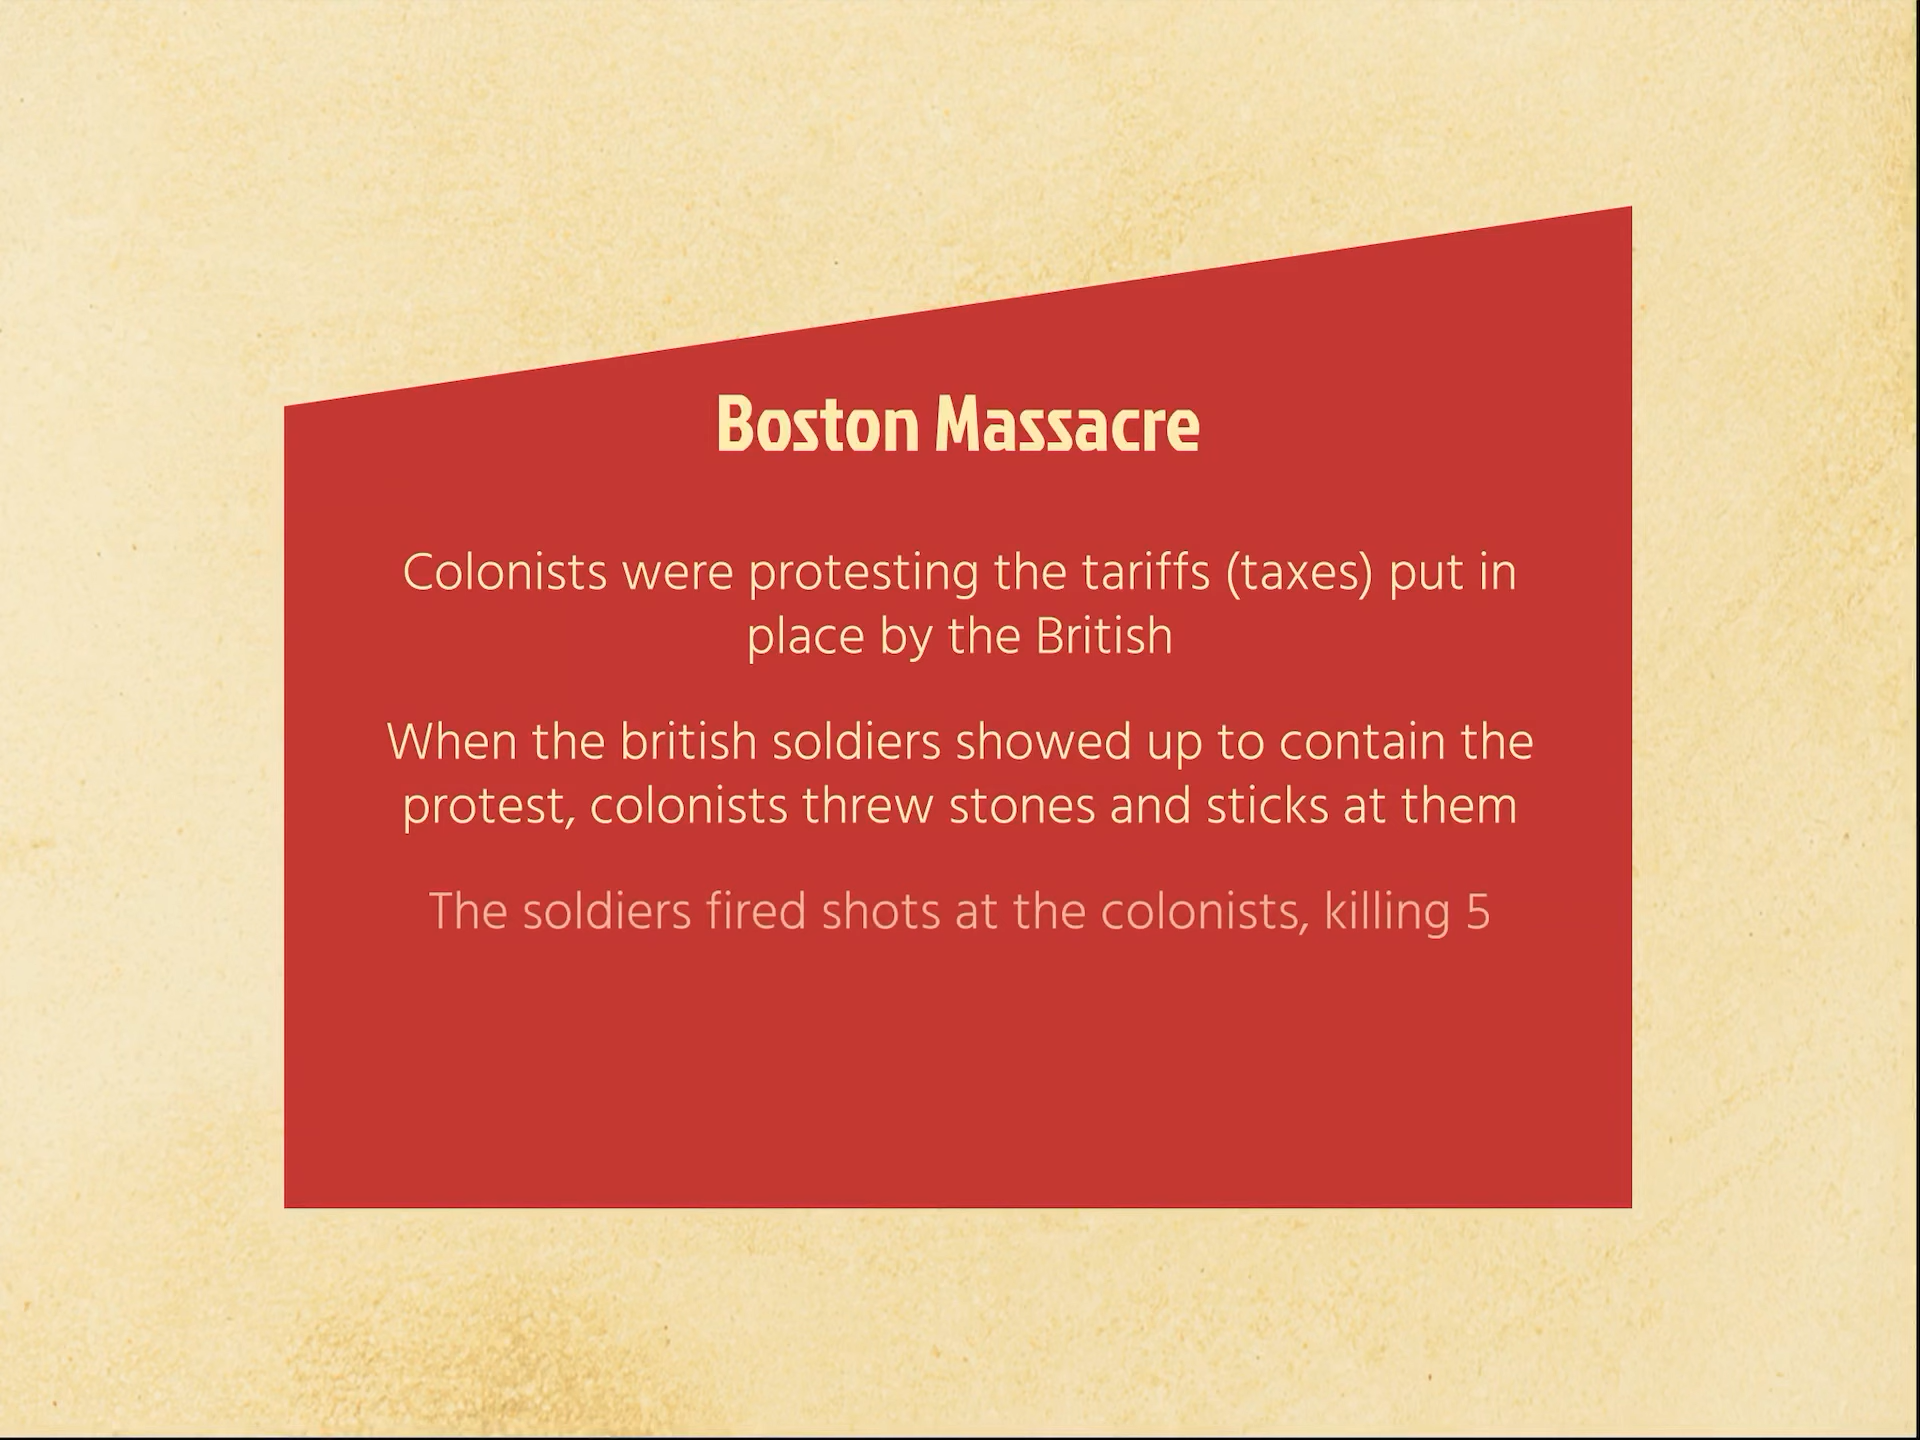 Boston Massacre
Colonists were protesting the tariffs (taxes) put in
place by the British
When the british soldiers showed up to contain the
protest, colonists threw stones and sticks at them
The soldiers fired shots at the colonists, killing 5